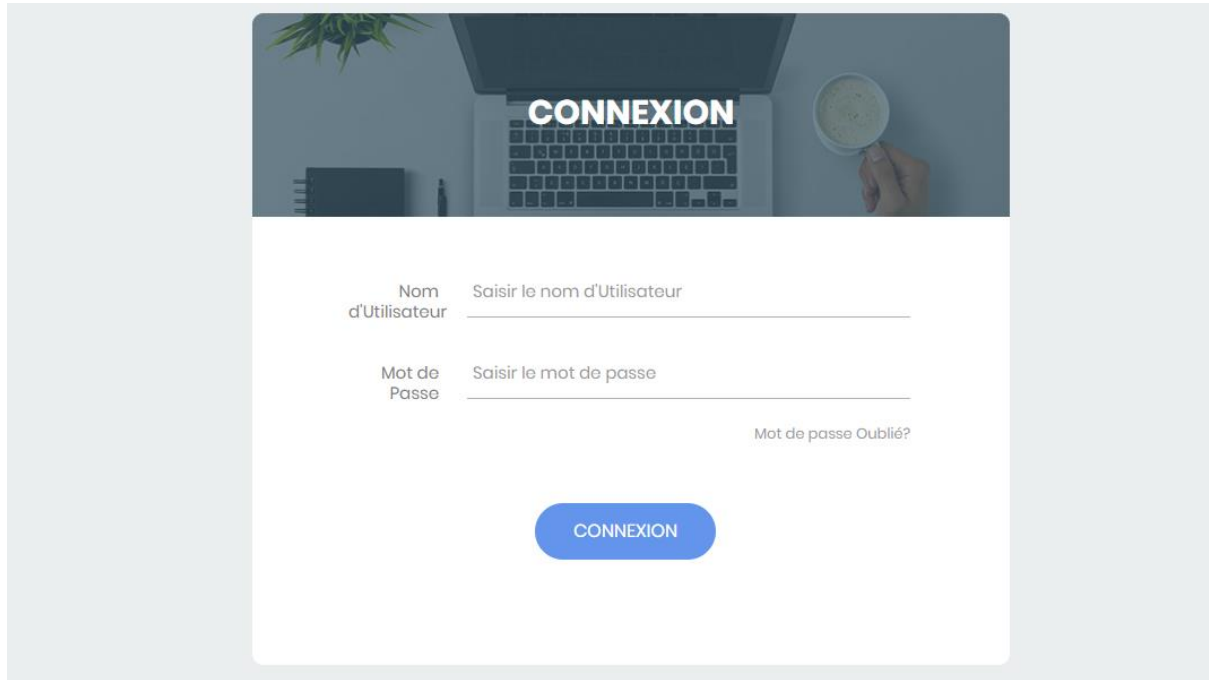 CONNEXION
Nom
d'Utilisateur
Saisir le nom d'Utilisateur
Mot de
Passe
Saisir le mot de passe
Mot de passe Oublié?
CONNEXION